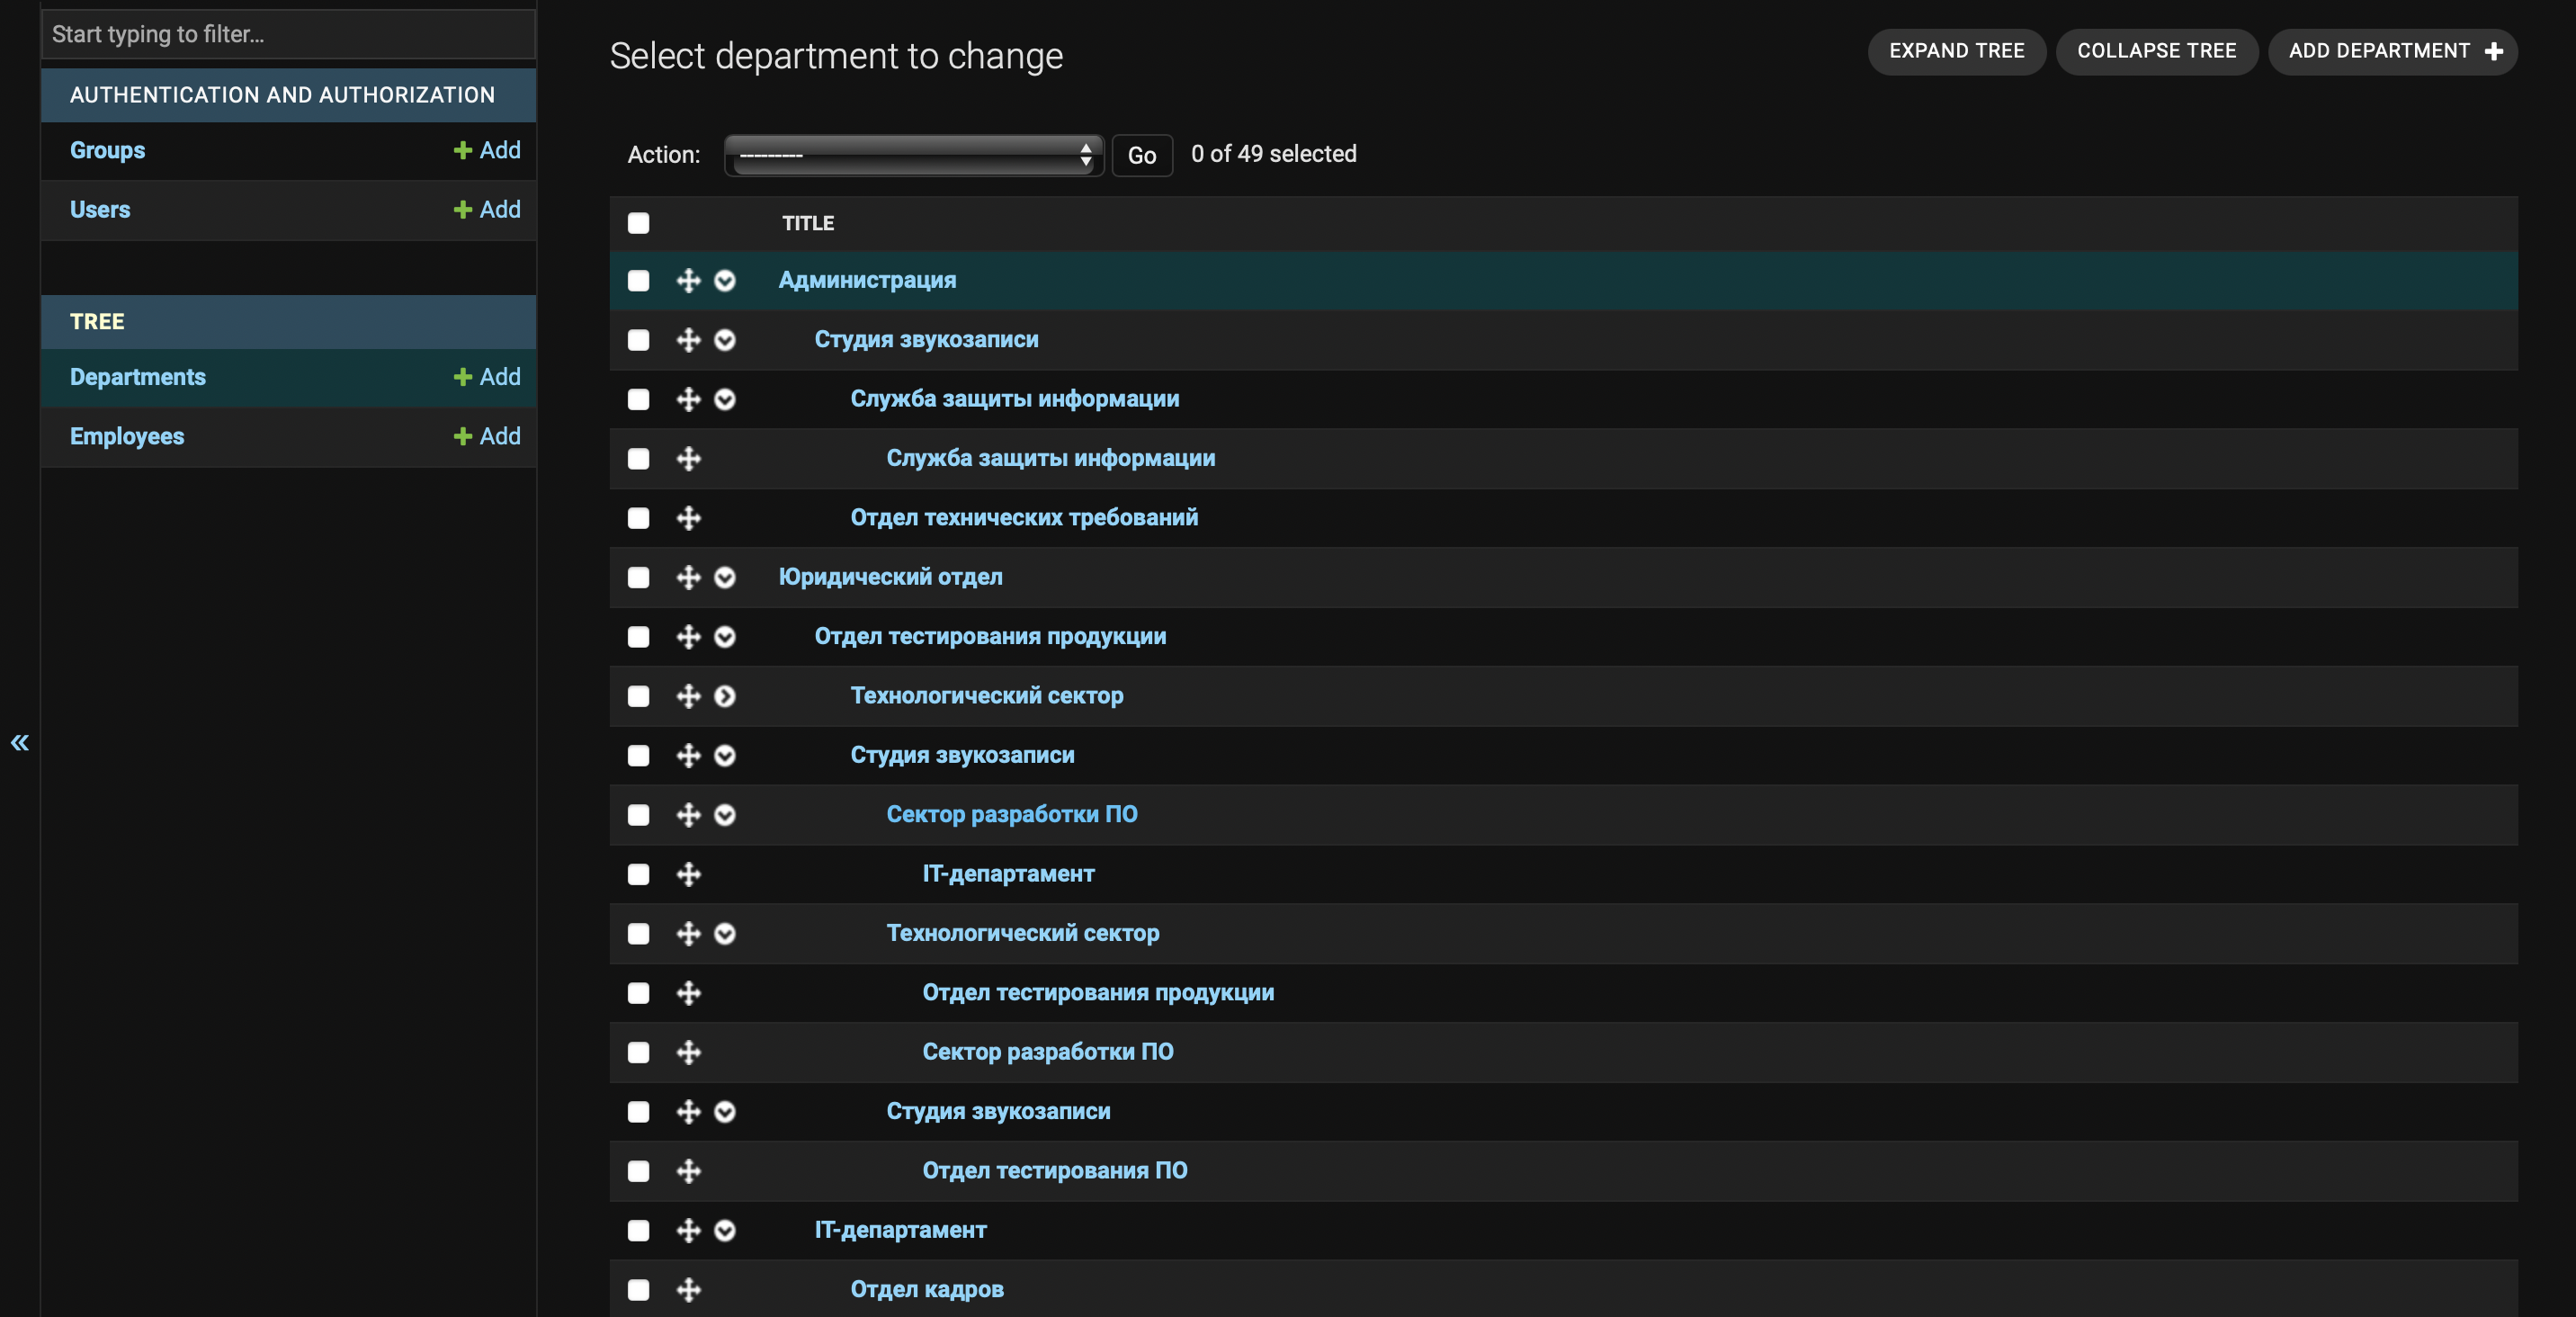 Start typing to filter...
AUTHENTICATION AND AUTHORIZATION
Groups + Add
Users + Add
TREE
Departments + Add
Employees + Add
«
Select department to change
EXPAND TREE
COLLAPSE TREE
ADD DEPARTMENT +
Action: --------- Go 0 of 49 selected
TITLE
Администрация
Студия звукозаписи
Служба защиты информации
Служба защиты информации
Отдел технических требований
Юридический отдел
Отдел тестирования продукции
Технологический сектор
Студия звукозаписи
Сектор разработки ПО
IT-департамент
Технологический сектор
Отдел тестирования продукции
Сектор разработки ПО
Студия звукозаписи
Отдел тестирования ПО
IT-департамент
Отдел кадров